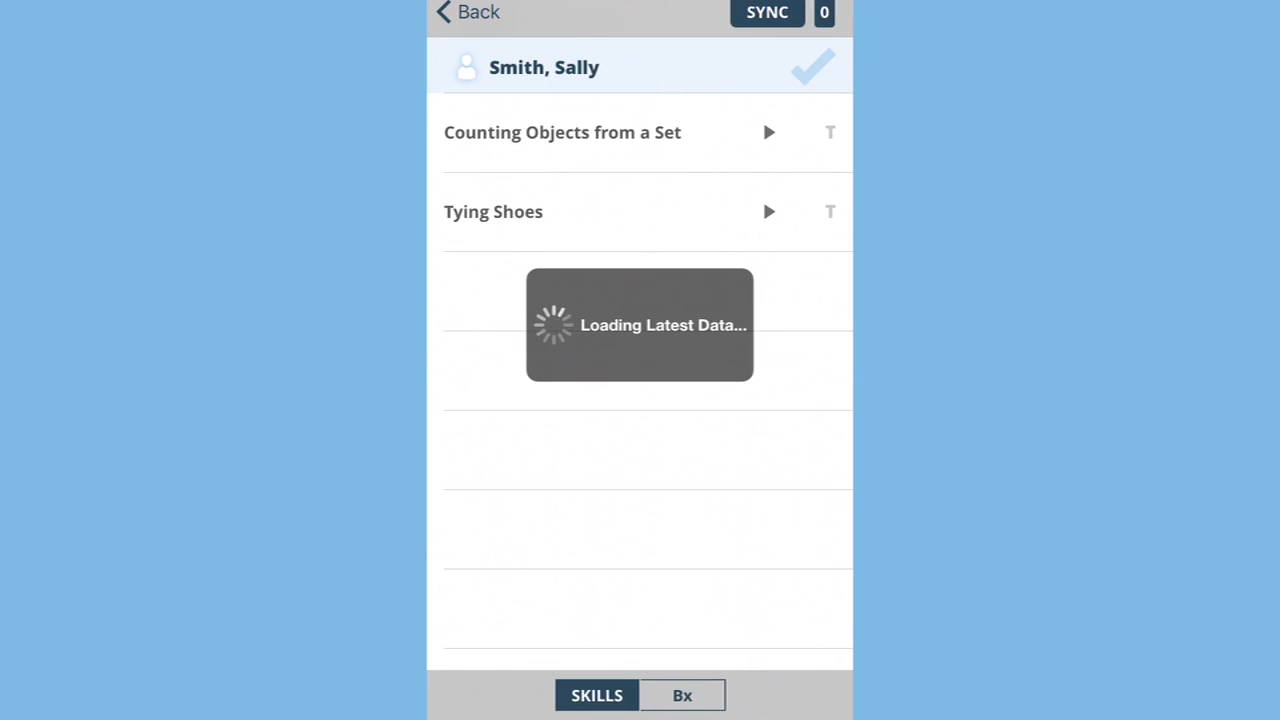 Back
SYNC 0
Smith, Sally
Counting Objects from a Set T
Tying Shoes T
Loading Latest Data...
SKILLS Bx